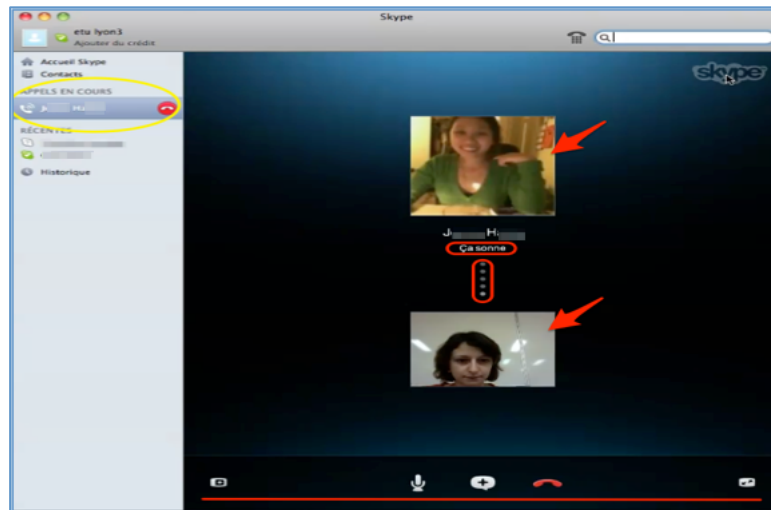 Skype
etu lyon3
Ajouter du crédit
Accueil Skype
Contacts
APPELS EN COURS
RÉCENTES
Historique
skype
Ça sonne